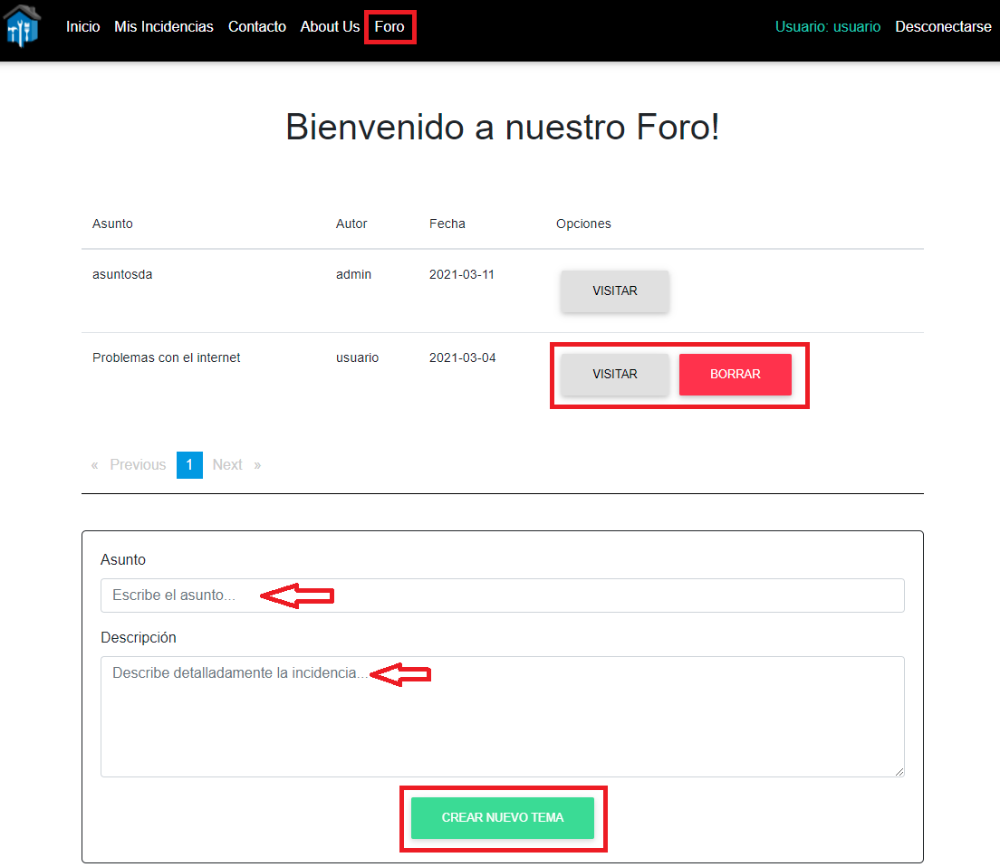 Inicio Mis Incidencias Contacto About Us Foro Usuario: usuario Desconectarse
Bienvenido a nuestro Foro!
Asunto Autor Fecha Opciones
asuntosda admin 2021-03-11 VISITAR
Problemas con el internet usuario 2021-03-04 VISITAR BORRAR
« Previous 1 Next »
Asunto
Escribe el asunto...
Descripción
Describe detalladamente la incidencia...
CREAR NUEVO TEMA